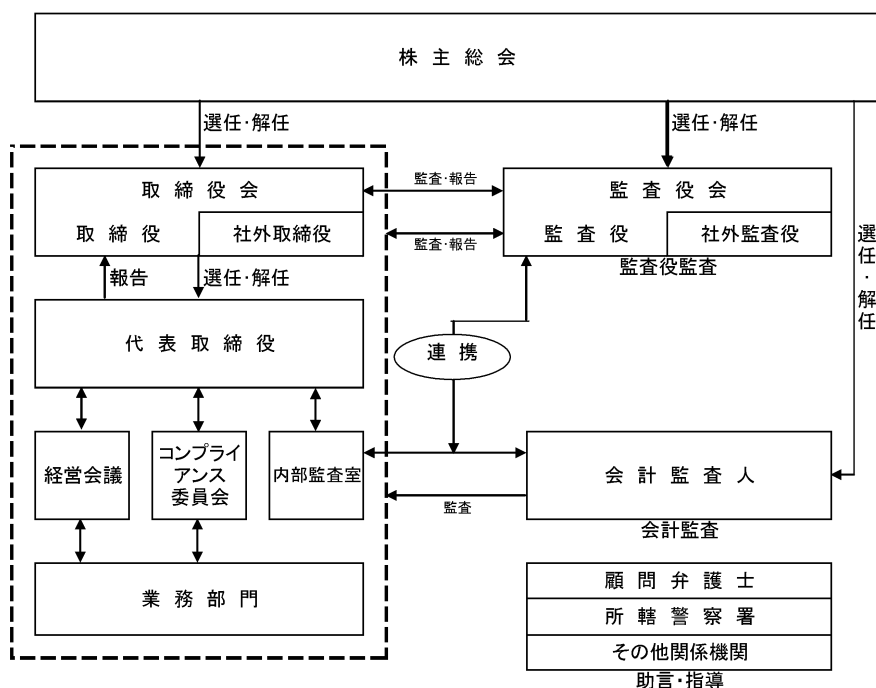 株主総会
選任・解任
選任・解任
取締役会
監査・報告
監査役会
取締役
社外取締役
監査・報告
監査役
社外監査役
選任・解任
監査役監査
報告
選任・解任
代表取締役
連携
経営会議
コンプライ
アンス
委員会
内部監査室
会計監査人
監査
会計監査
業務部門
顧問弁護士
所轄警察署
その他関係機関
助言・指導